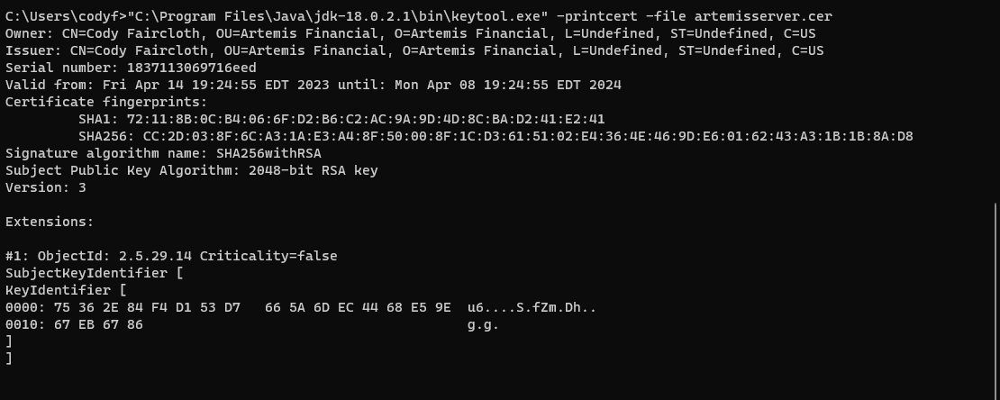 C:\Users\codyf>"C:\Program Files\Java\jdk-18.0.2.1\bin\keytool.exe" -printcert -file artemisserver.cer
Owner: CN=Cody Faircloth, OU=Artemis Financial, O=Artemis Financial, L=Undefined, ST=Undefined, C=US
Issuer: CN=Cody Faircloth, OU=Artemis Financial, O=Artemis Financial, L=Undefined, ST=Undefined, C=US
Serial number: 1837113069716eed
Valid from: Fri Apr 14 19:24:55 EDT 2023 until: Mon Apr 08 19:24:55 EDT 2024
Certificate fingerprints:
         SHA1: 72:11:8B:0C:B4:06:6F:D2:B6:C2:AC:9A:9D:4D:8C:BA:D2:41:E2:41
         SHA256: CC:2D:03:8F:6C:A3:1A:E3:A4:8F:50:00:8F:1C:D3:61:51:02:E4:36:4E:46:9D:E6:01:62:43:A3:1B:1B:8A:D8
Signature algorithm name: SHA256withRSA
Subject Public Key Algorithm: 2048-bit RSA key
Version: 3
Extensions:
#1: ObjectId: 2.5.29.14 Criticality=false
SubjectKeyIdentifier [
KeyIdentifier [
0000: 75 36 2E 84 F4 D1 53 D7   66 5A 6D EC 44 68 E5 9E  u6....S.fZm.Dh..
0010: 67 EB 67 86                                        g.g.
]
]